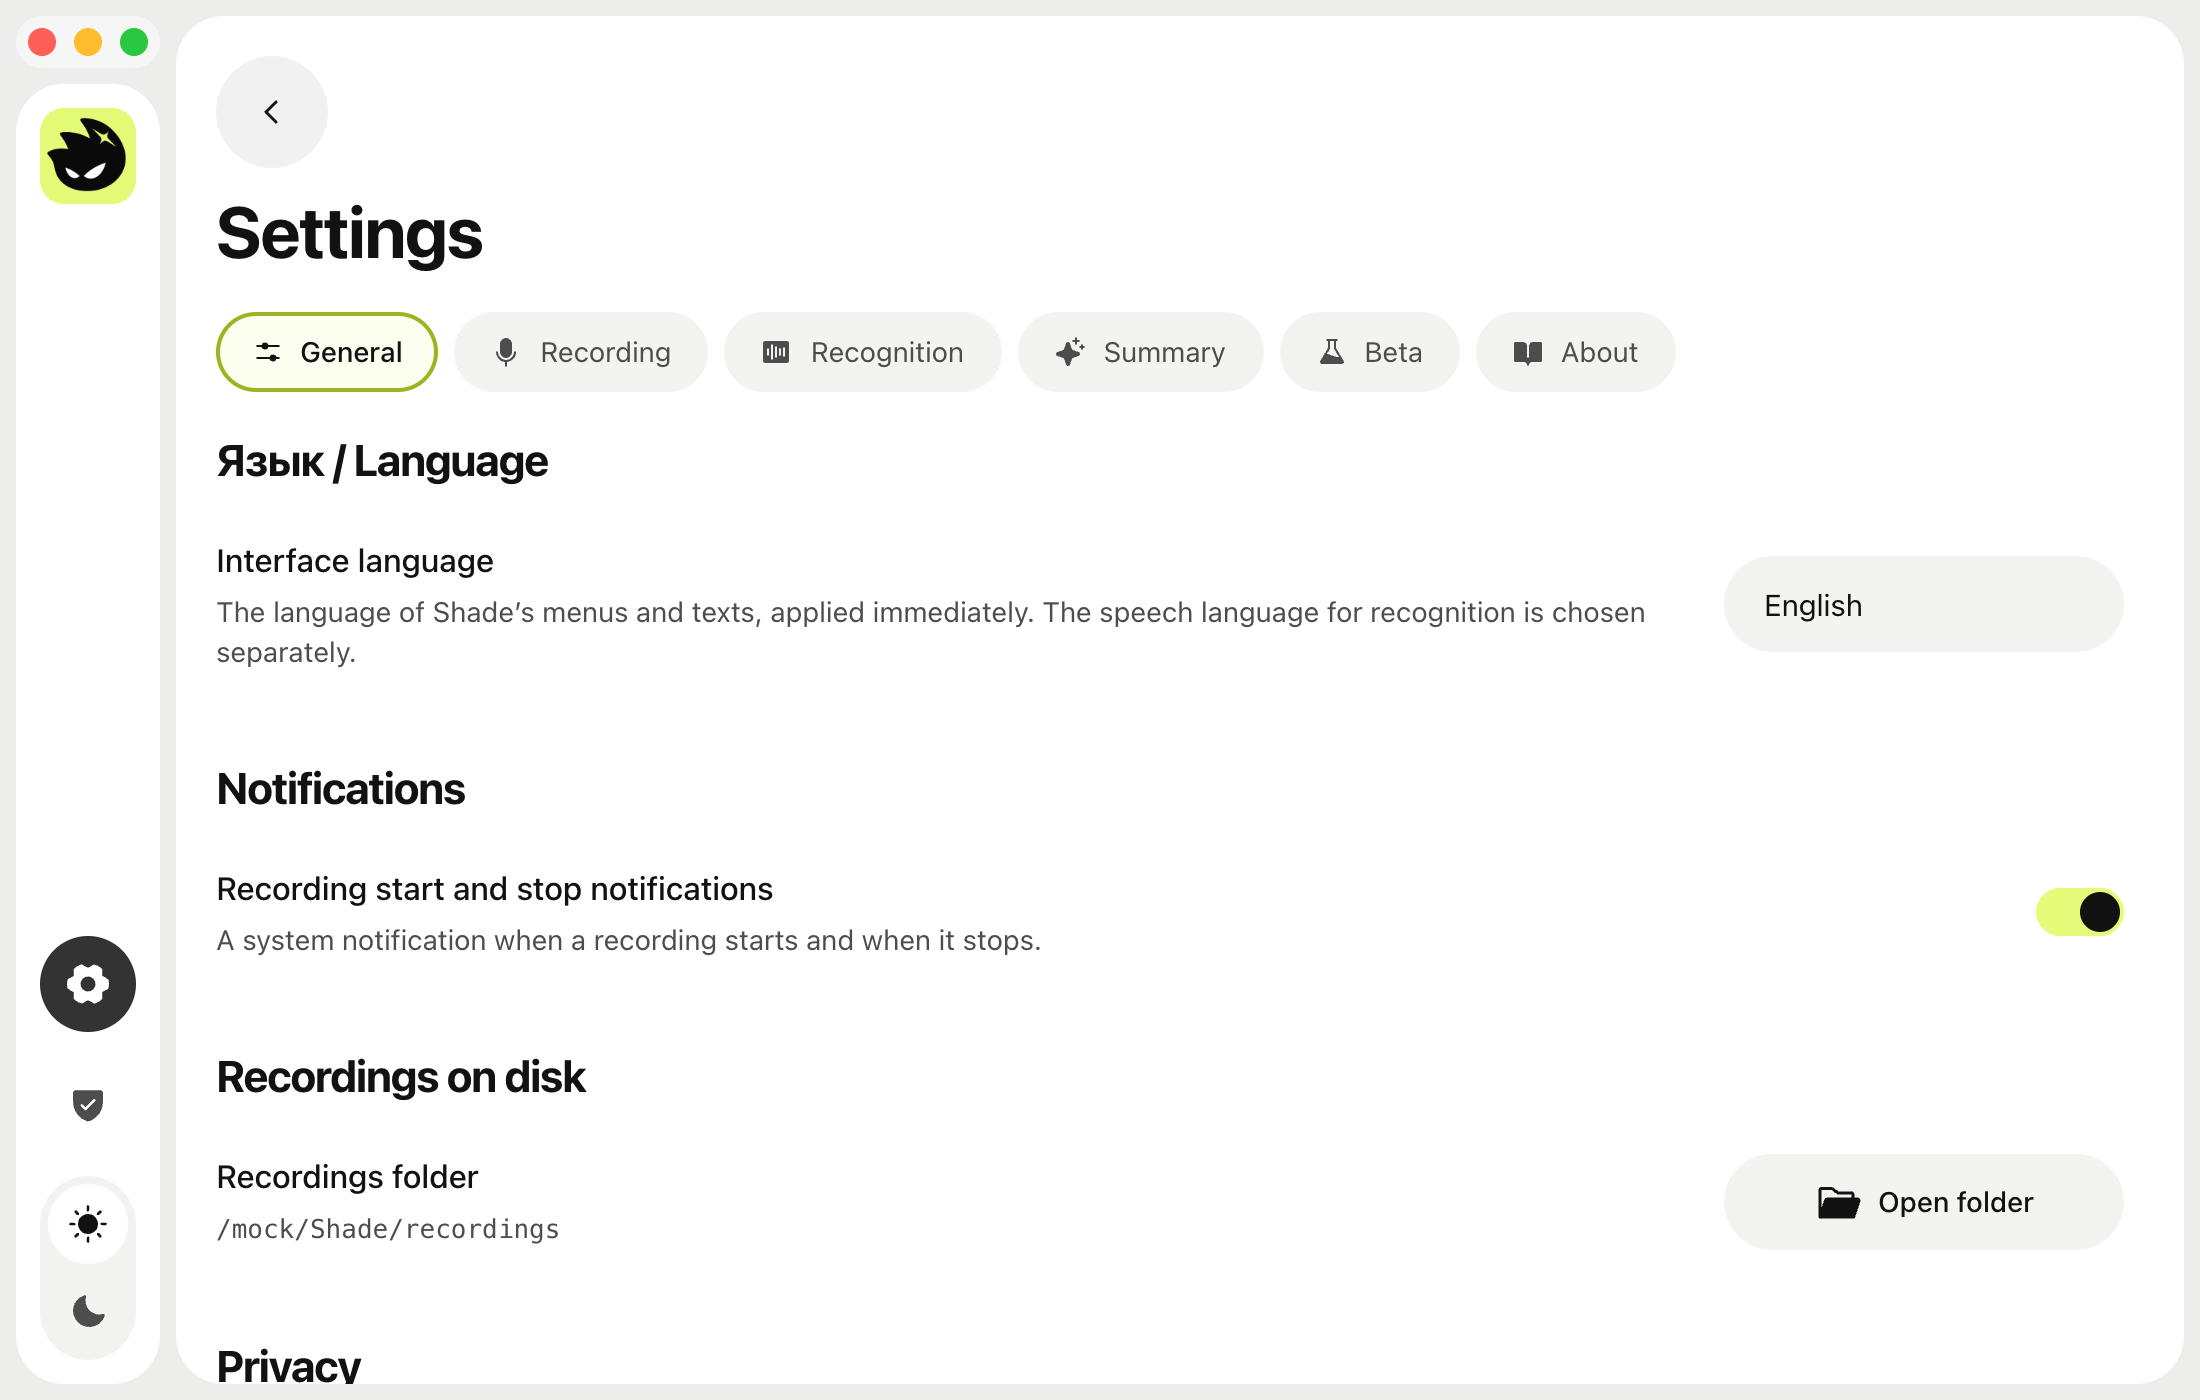 Settings
General
Recording
Recognition
Summary
Beta
About
Язык / Language
Interface language
The language of Shade’s menus and texts, applied immediately. The speech language for recognition is chosen
separately.
English
Notifications
Recording start and stop notifications
A system notification when a recording starts and when it stops.
Recordings on disk
Recordings folder
/mock/Shade/recordings
Open folder
Privacy